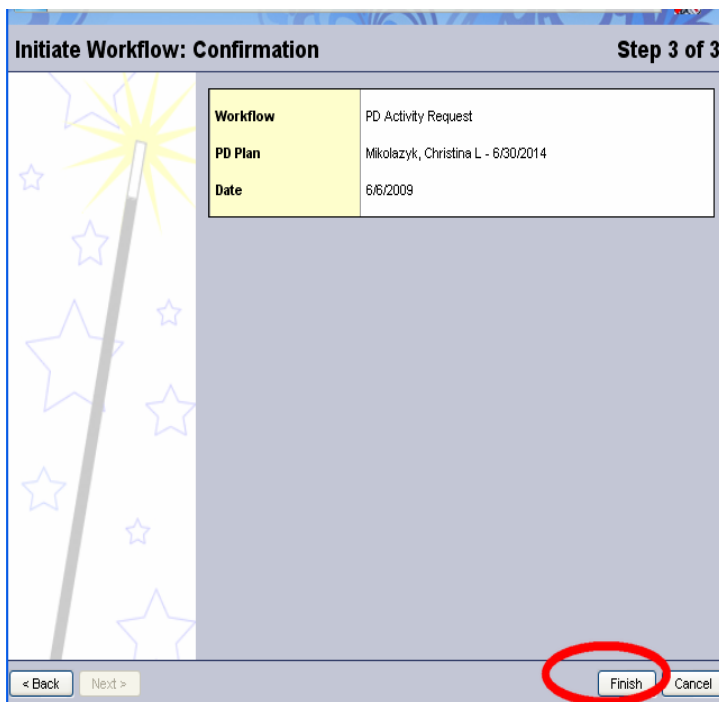 Initiate Workflow: Confirmation Step 3 of 3
Workflow PD Activity Request
PD Plan Mikolazyk, Christina L - 6/30/2014
Date 6/6/2009
< Back Next > Finish Cancel